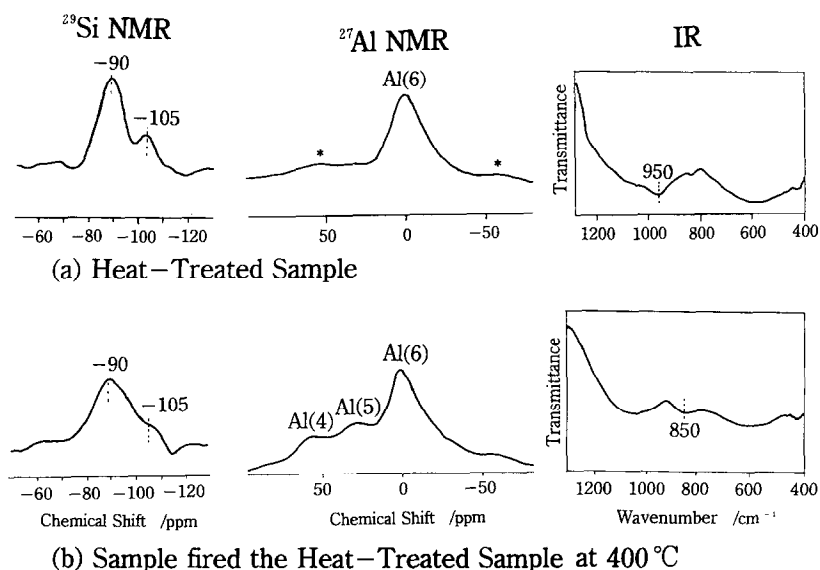 ²⁹Si NMR
²⁷Al NMR
IR
−90
−105
−60 −80 −100 −120
Al(6)
*
*
50 0 −50
Transmittance
950
1200 1000 800 600 400
(a) Heat−Treated Sample
−90
−105
−60 −80 −100 −120
Chemical Shift /ppm
Al(4)
Al(5)
Al(6)
50 0 −50
Chemical Shift /ppm
Transmittance
850
1200 1000 800 600 400
Wavenumber /cm⁻¹
(b) Sample fired the Heat−Treated Sample at 400℃